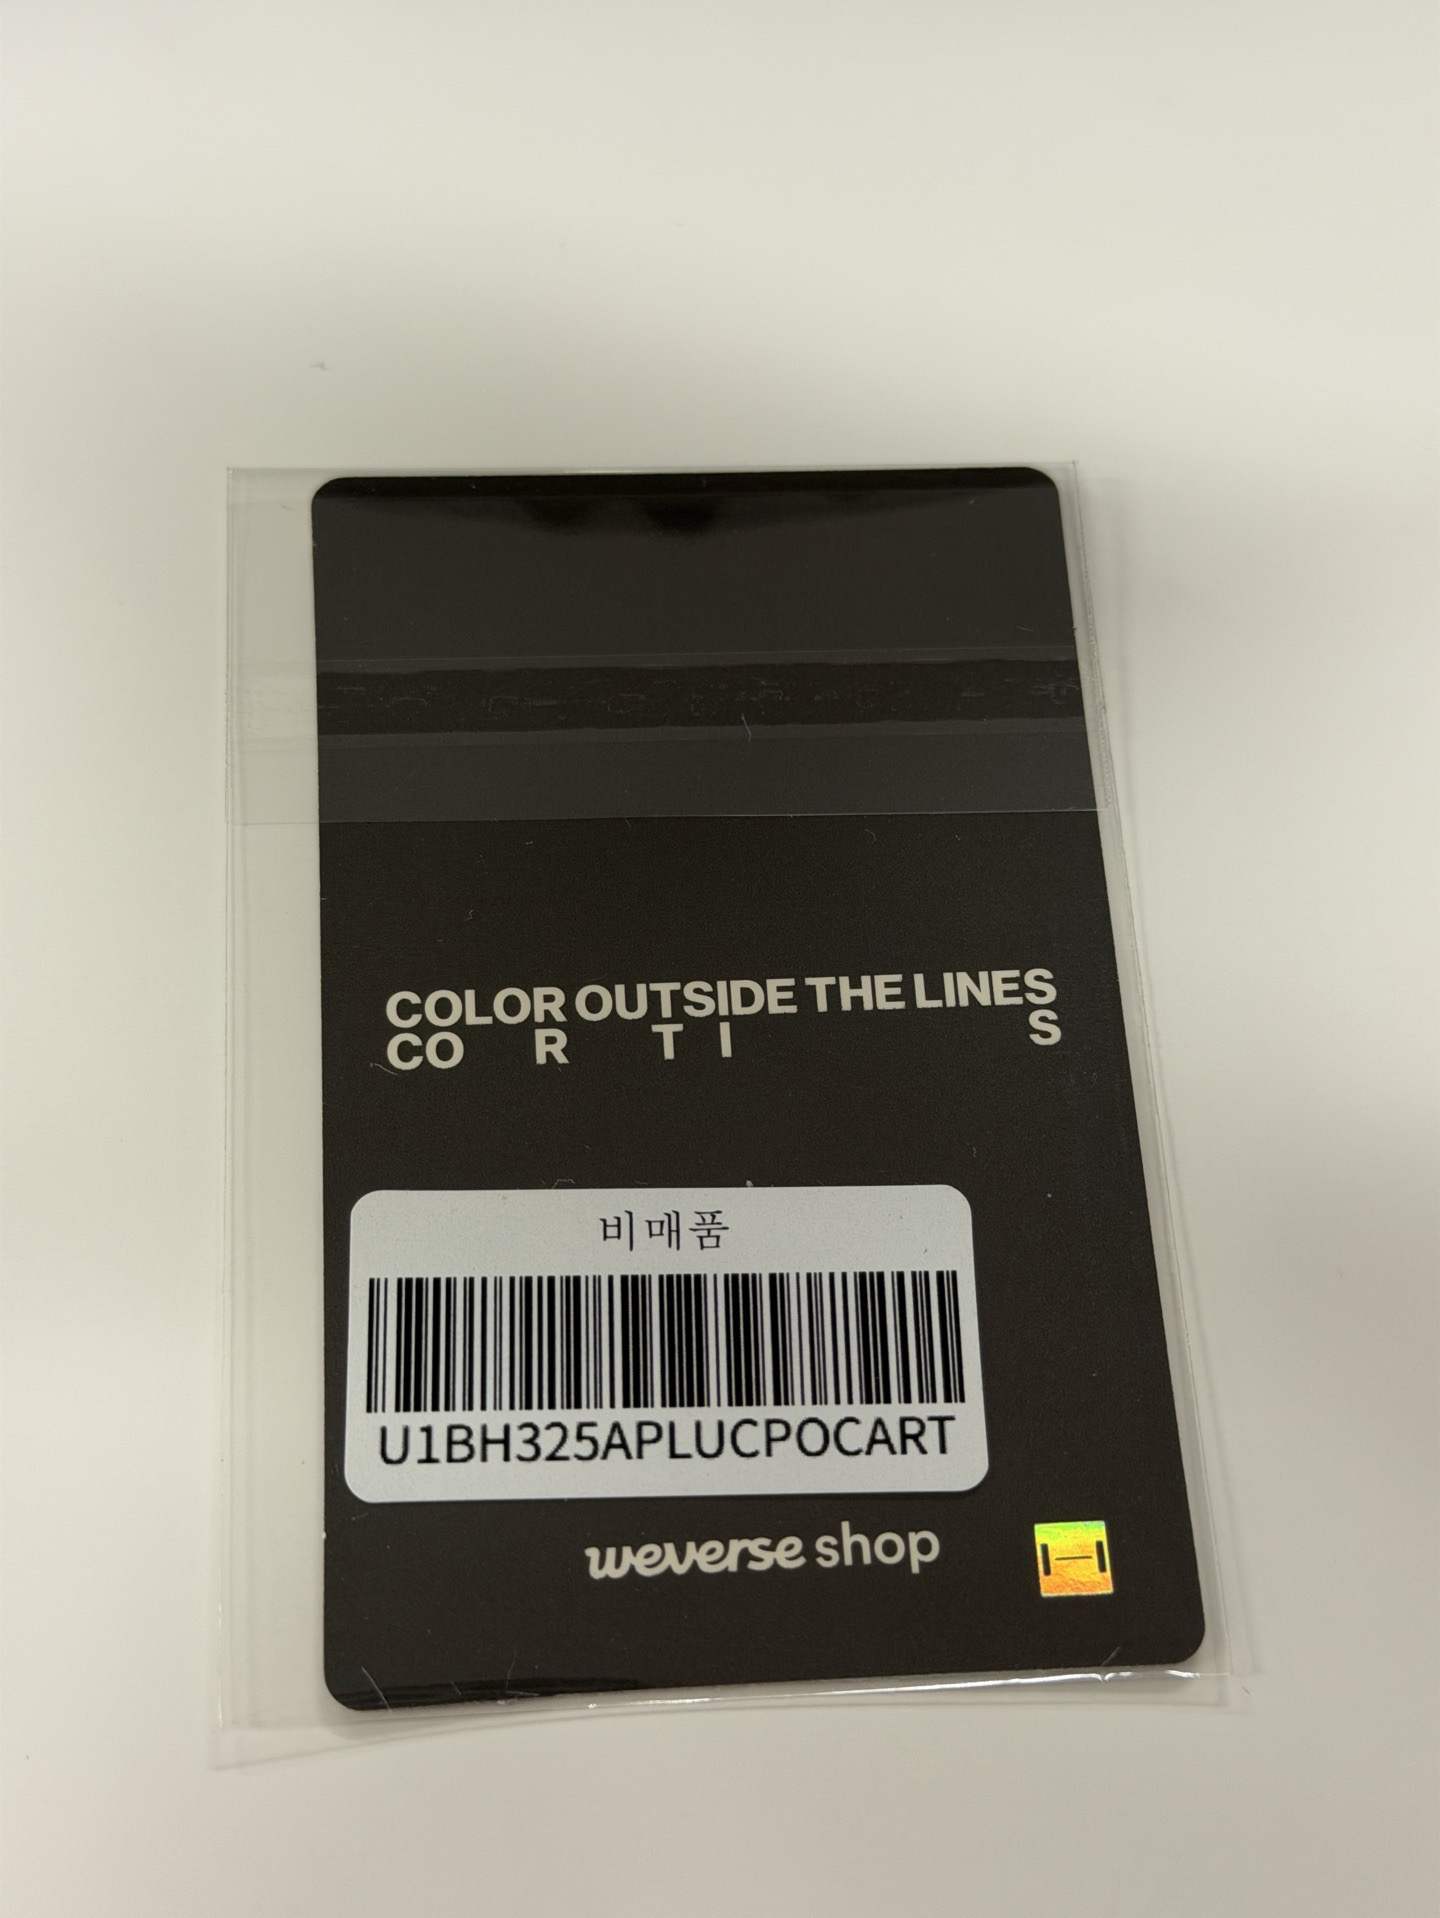 COLOR OUTSIDE THE LINES
CO R T I S
비매품
U1BH325APLUCPOCART
weverse shop